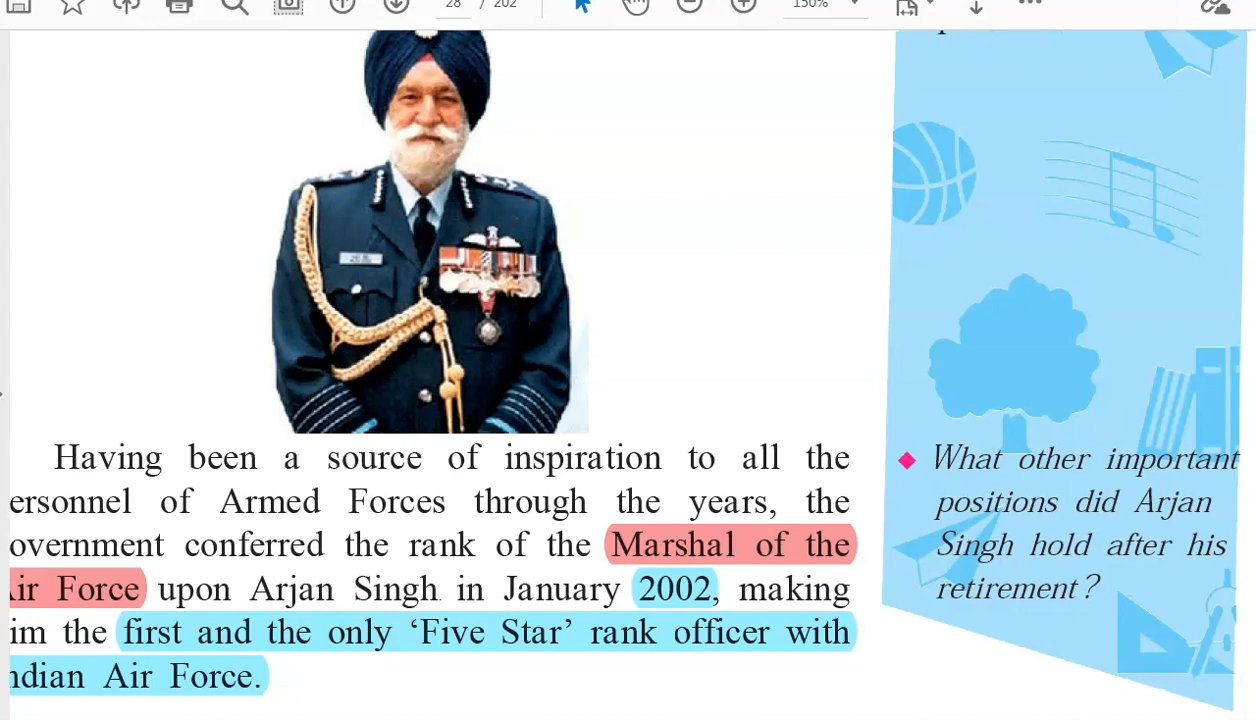 28 / 202
150%
Having been a source of inspiration to all the
ersonnel of Armed Forces through the years, the
overnment conferred the rank of the Marshal of the
ir Force upon Arjan Singh in January 2002, making
im the first and the only ‘Five Star’ rank officer with
ndian Air Force.
What other important
positions did Arjan
Singh hold after his
retirement?